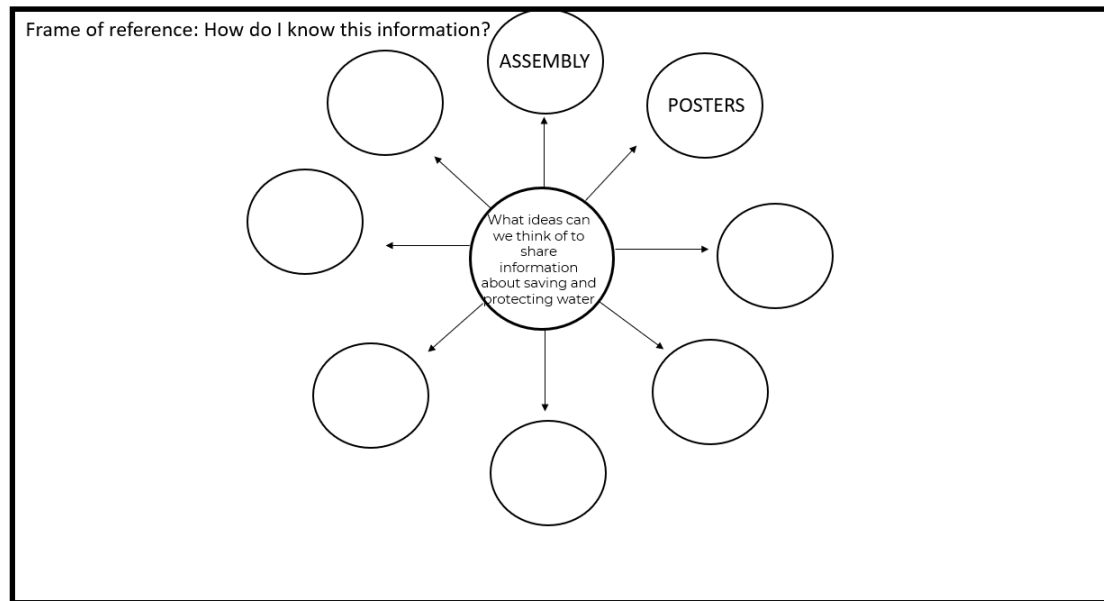 Frame of reference: How do I know this information?
ASSEMBLY
POSTERS
What ideas can
we think of to
share
information
about saving and
protecting water